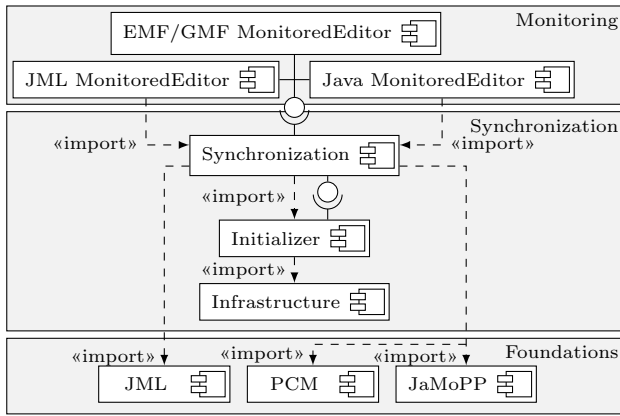 Monitoring
EMF/GMF MonitoredEditor
JML MonitoredEditor
Java MonitoredEditor
Synchronization
«import»
«import»
Synchronization
«import»
Initializer
«import»
Infrastructure
Foundations
«import»
«import»
«import»
JML
PCM
JaMoPP